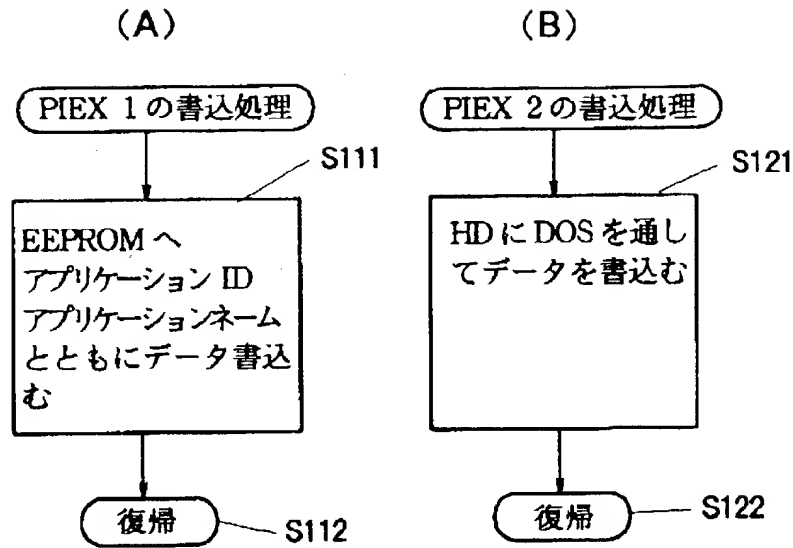 (A)
PIEX 1の書込処理
S111
EEPROMへ
アプリケーションID
アプリケーションネーム
とともにデータ書込
む
復帰
S112
(B)
PIEX 2の書込処理
S121
HDにDOSを通し
てデータを書込む
復帰
S122